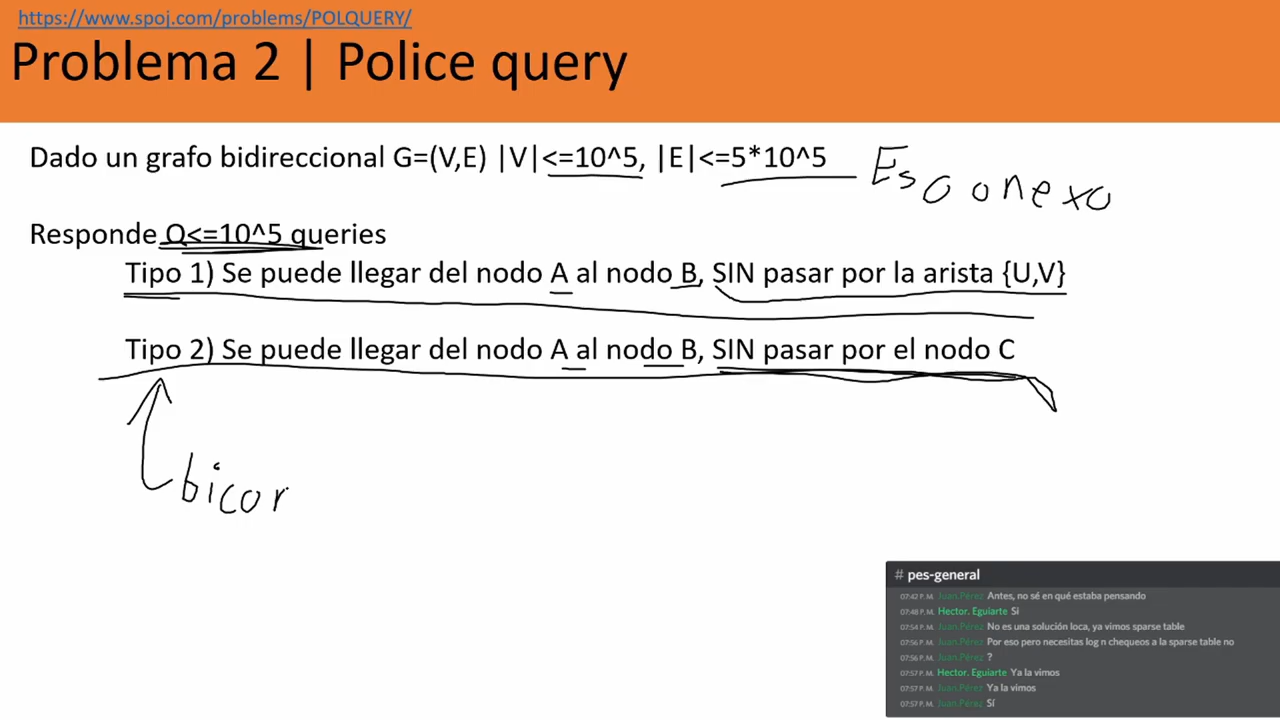 https://www.spoj.com/problems/POLQUERY/
Problema 2 | Police query
Dado un grafo bidireccional G=(V,E) |V|<=10^5, |E|<=5*10^5
Es conexo
Responde Q<=10^5 queries
Tipo 1) Se puede llegar del nodo A al nodo B, SIN pasar por la arista {U,V}
Tipo 2) Se puede llegar del nodo A al nodo B, SIN pasar por el nodo C
bicor
# pes-general
07:42 P.M. Juan.Pérez Antes, no sé en qué estaba pensando
07:48 P.M. Hector. Eguiarte Si
07:54 P.M. Juan.Pérez No es una solución loca, ya vimos sparse table
07:56 P.M. Juan.Pérez Por eso pero necesitas log n chequeos a la sparse table no
07:56 P.M. Juan.Pérez ?
07:57 P.M. Hector. Eguiarte Ya la vimos
07:57 P.M. Juan.Pérez Ya la vimos
07:57 P.M. Juan.Pérez Sí